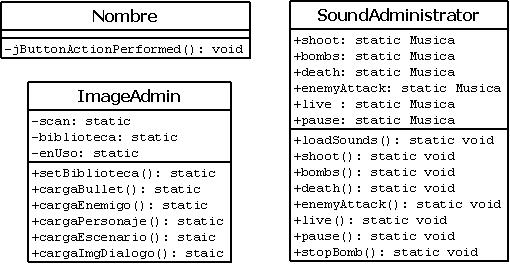 Nombre
-jButtonActionPerformed(): void
ImageAdmin
-scan: static
-biblioteca: static
-enUso: static
+setBiblioteca(): static
+cargaBullet(): static
+cargaEnemigo(): static
+cargaPersonaje(): static
+cargaEscenario(): staic
+cargaImgDialogo(): staic
SoundAdministrator
+shoot: static Musica
+bombs: static Musica
+death: static Musica
+enemyAttack: static Musica
+live : static Musica
+pause: static Musica
+loadSounds(): static void
+shoot(): static void
+bombs(): static void
+death(): static void
+enemyAttack(): static void
+live(): static void
+pause(): static void
+stopBomb(): static void